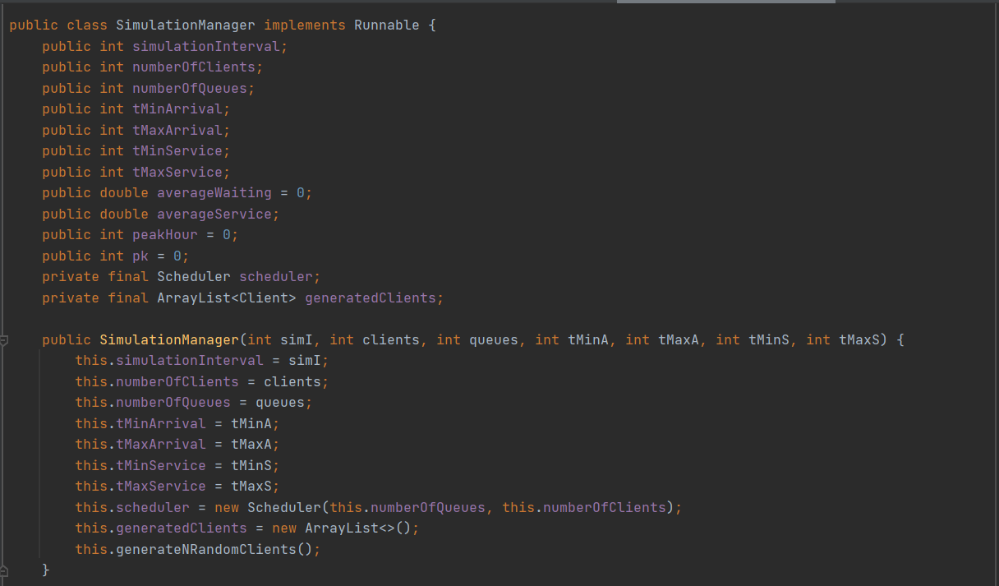 public class SimulationManager implements Runnable {
    public int simulationInterval;
    public int numberOfClients;
    public int numberOfQueues;
    public int tMinArrival;
    public int tMaxArrival;
    public int tMinService;
    public int tMaxService;
    public double averageWaiting = 0;
    public double averageService;
    public int peakHour = 0;
    public int pk = 0;
    private final Scheduler scheduler;
    private final ArrayList<Client> generatedClients;

    public SimulationManager(int simI, int clients, int queues, int tMinA, int tMaxA, int tMinS, int tMaxS) {
        this.simulationInterval = simI;
        this.numberOfClients = clients;
        this.numberOfQueues = queues;
        this.tMinArrival = tMinA;
        this.tMaxArrival = tMaxA;
        this.tMinService = tMinS;
        this.tMaxService = tMaxS;
        this.scheduler = new Scheduler(this.numberOfQueues, this.numberOfClients);
        this.generatedClients = new ArrayList<>();
        this.generateNRandomClients();
    }